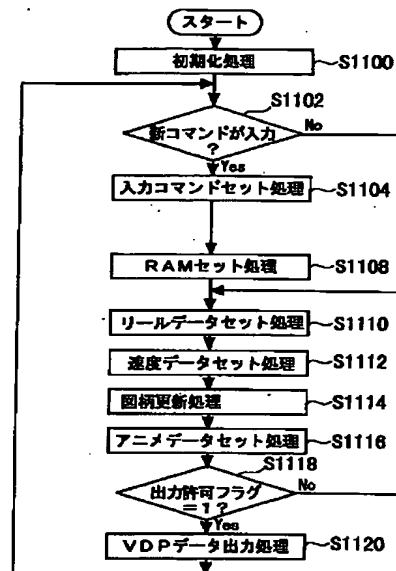 スタート
初期化処理
S1100
S1102
新コマンドが入力
?
No
Yes
入力コマンドセット処理
S1104
RAMセット処理
S1108
リールデータセット処理
S1110
速度データセット処理
S1112
図柄更新処理
S1114
アニメデータセット処理
S1116
S1118
出力許可フラグ
=1?
No
Yes
VDPデータ出力処理
S1120